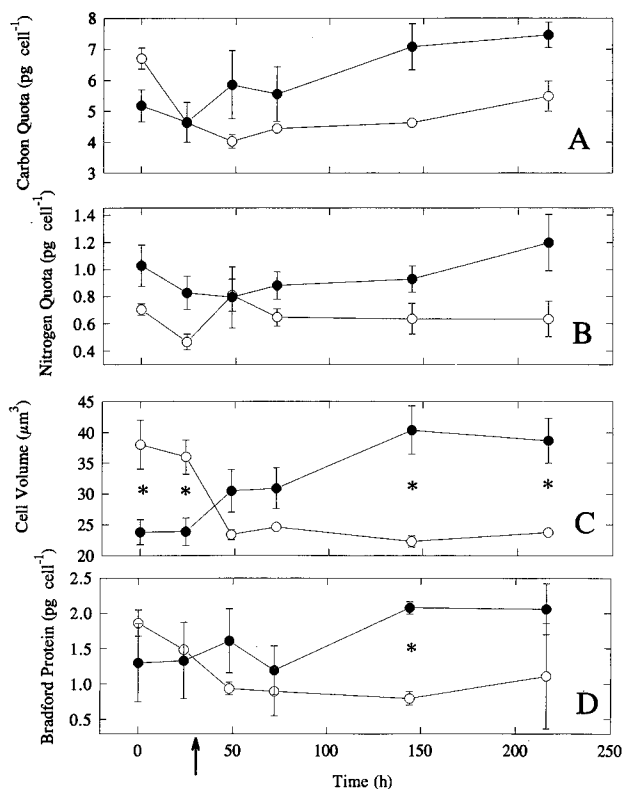 Carbon Quota (pg cell⁻¹)
8
7
6
5
4
3
A
Nitrogen Quota (pg cell⁻¹)
1.4
1.2
1.0
0.8
0.6
0.4
B
Cell Volume (μm³)
45
40
35
30
25
20
* * * *
C
Bradford Protein (pg cell⁻¹)
2.5
2.0
1.5
1.0
0.5
*
D
0 50 100 150 200 250
Time (h)